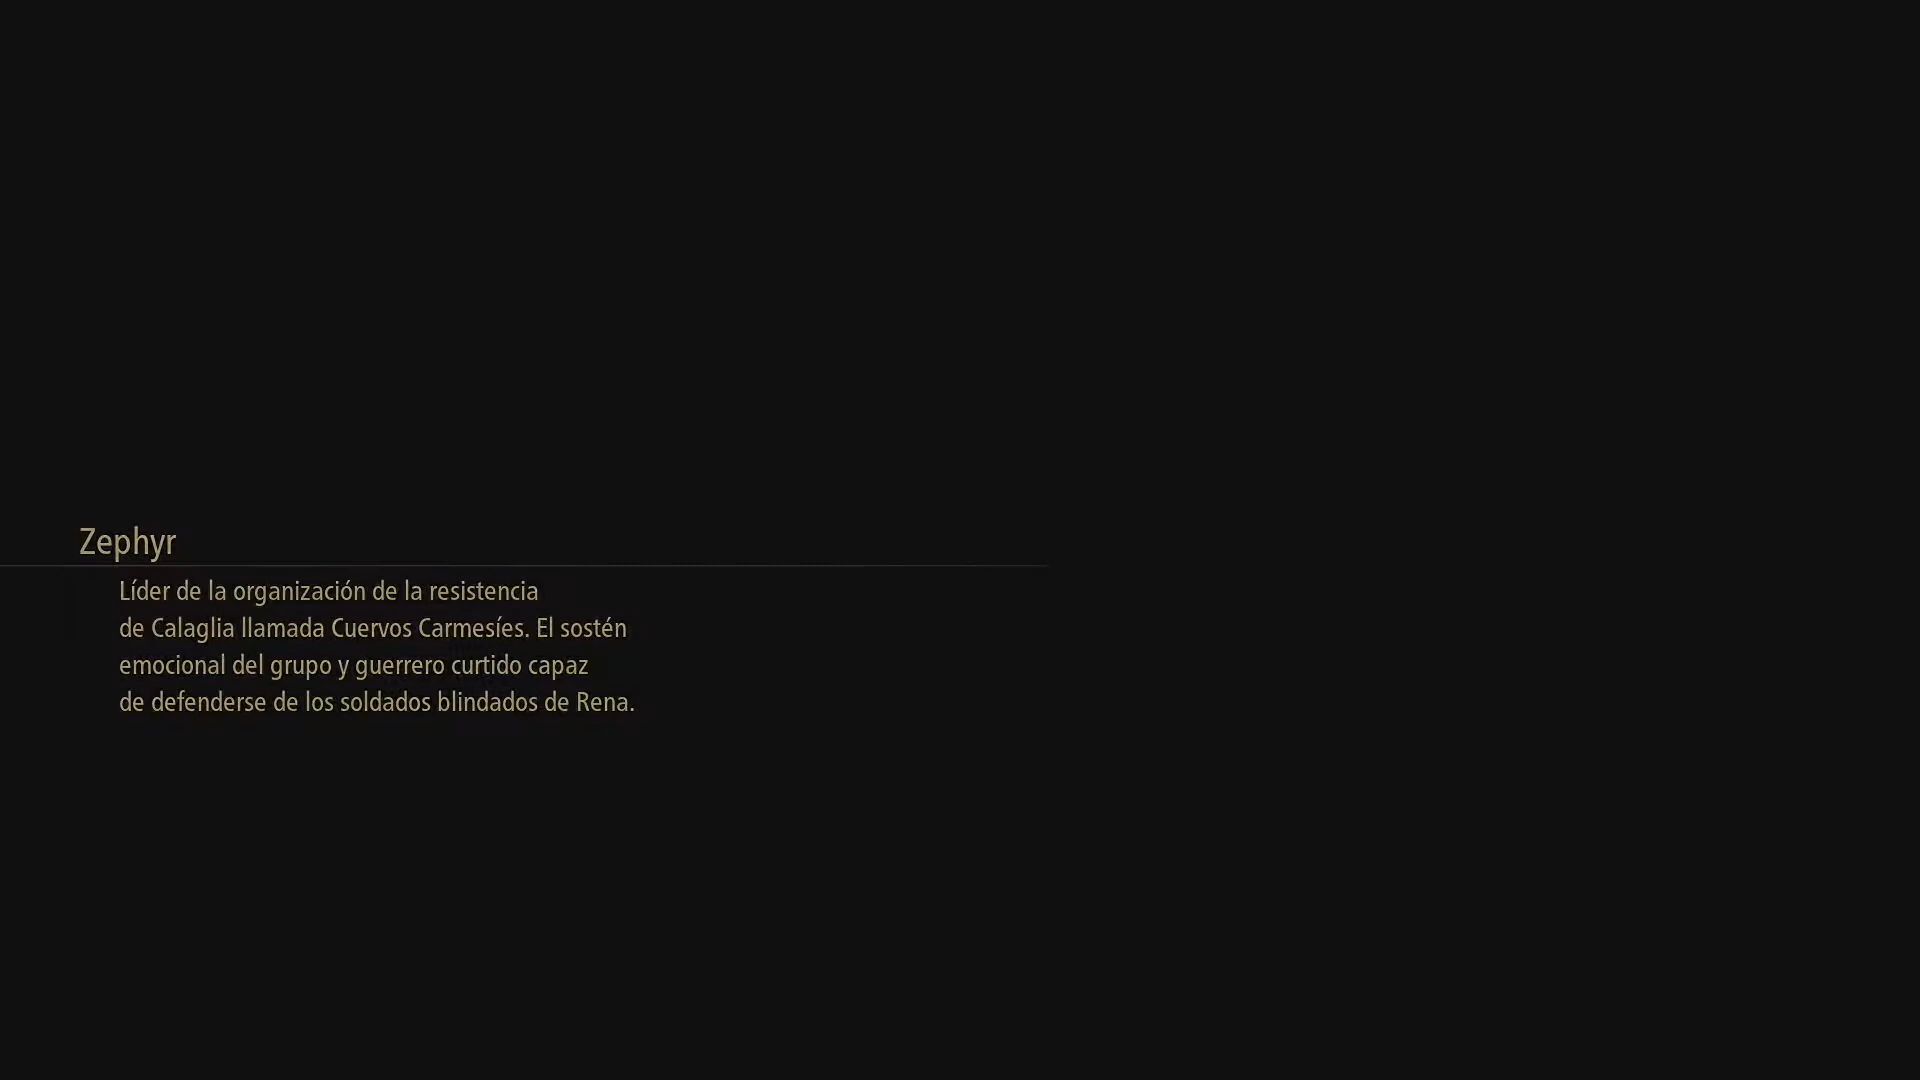 Zephyr
Líder de la organización de la resistencia
de Calaglia llamada Cuervos Carmesíes. El sostén
emocional del grupo y guerrero curtido capaz
de defenderse de los soldados blindados de Rena.